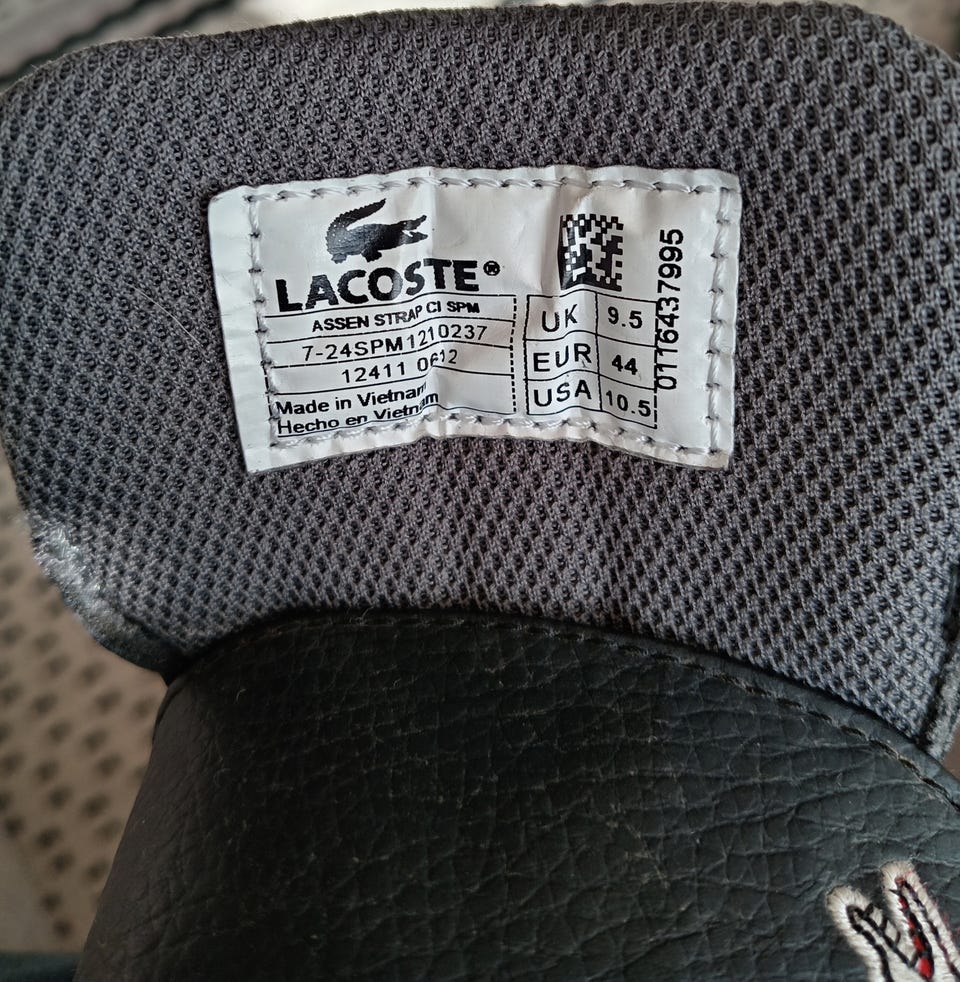 LACOSTE®
ASSEN STRAP CI SPM
7-24SPM1210237
12411 0612
Made in Vietnam
Hecho en Vietnam
UK 9.5
EUR 44
USA 10.5
0116437995